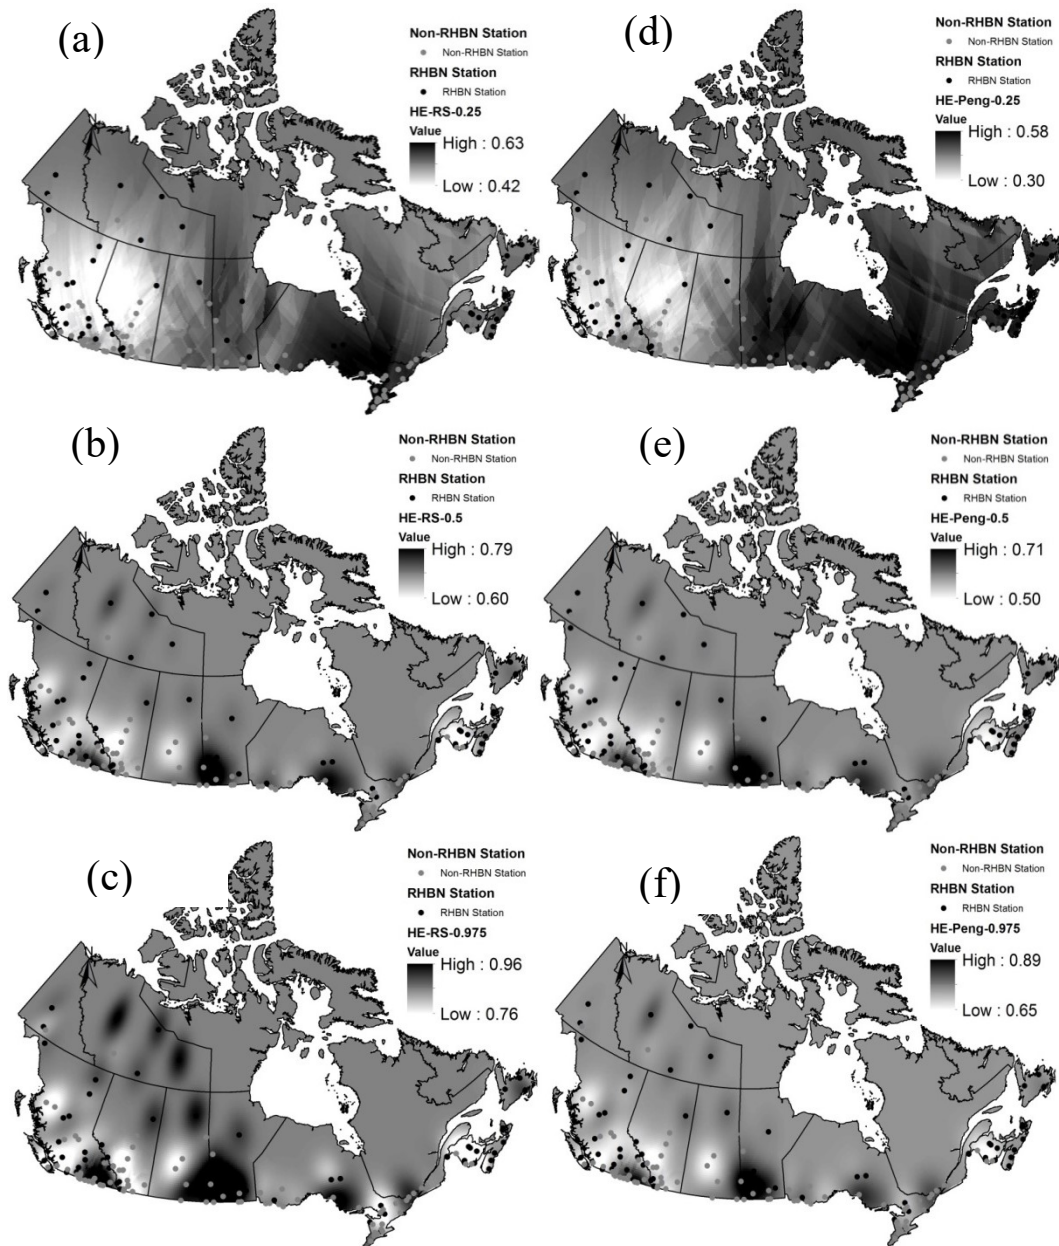 (a)
Non-RHBN Station
Non-RHBN Station
RHBN Station
RHBN Station
HE-RS-0.25
Value
High : 0.63
Low : 0.42
(d)
Non-RHBN Station
Non-RHBN Station
RHBN Station
RHBN Station
HE-Peng-0.25
Value
High : 0.58
Low : 0.30
(b)
Non-RHBN Station
Non-RHBN Station
RHBN Station
RHBN Station
HE-RS-0.5
Value
High : 0.79
Low : 0.60
(e)
Non-RHBN Station
Non-RHBN Station
RHBN Station
RHBN Station
HE-Peng-0.5
Value
High : 0.71
Low : 0.50
(c)
Non-RHBN Station
Non-RHBN Station
RHBN Station
RHBN Station
HE-RS-0.975
Value
High : 0.96
Low : 0.76
(f)
Non-RHBN Station
Non-RHBN Station
RHBN Station
RHBN Station
HE-Peng-0.975
Value
High : 0.89
Low : 0.65